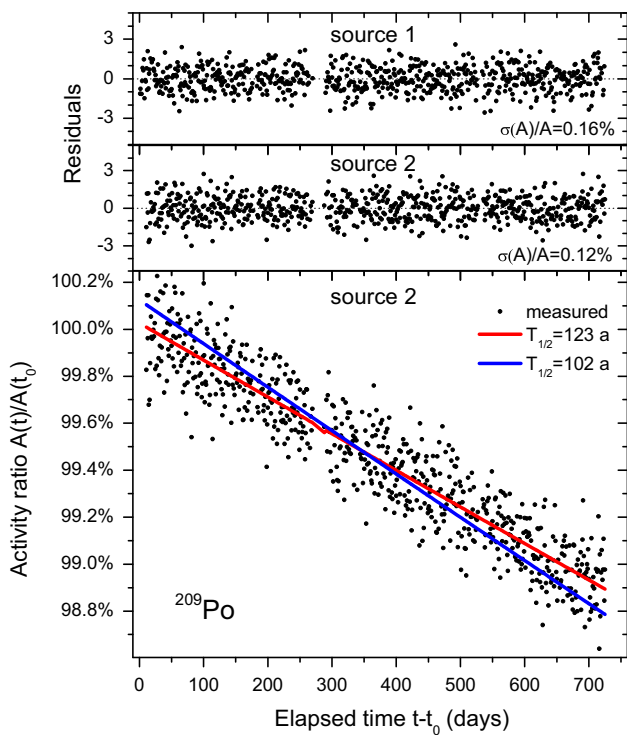 source 1
3
0
-3
σ(A)/A=0.16%
Residuals
source 2
3
0
-3
σ(A)/A=0.12%
source 2
measured
T1/2=123 a
T1/2=102 a
100.2%
100.0%
99.8%
99.6%
99.4%
99.2%
99.0%
98.8%
Activity ratio A(t)/A(t0)
209Po
0 100 200 300 400 500 600 700
Elapsed time t-t0 (days)